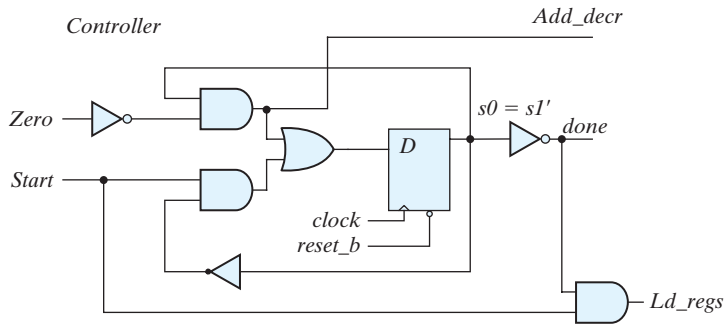 Controller
Add_decr
Zero
s0 = s1′
done
D
Start
clock
reset_b
Ld_regs